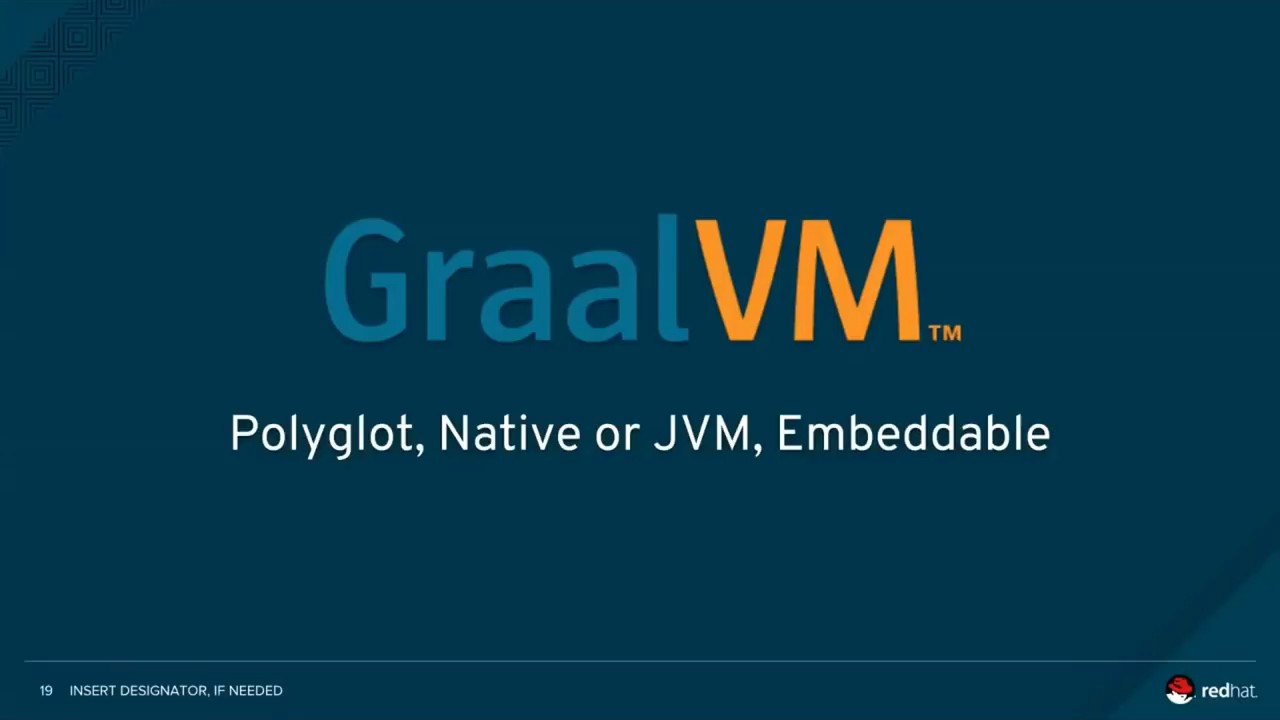 GraalVM™
Polyglot, Native or JVM, Embeddable
19 INSERT DESIGNATOR, IF NEEDED
redhat.